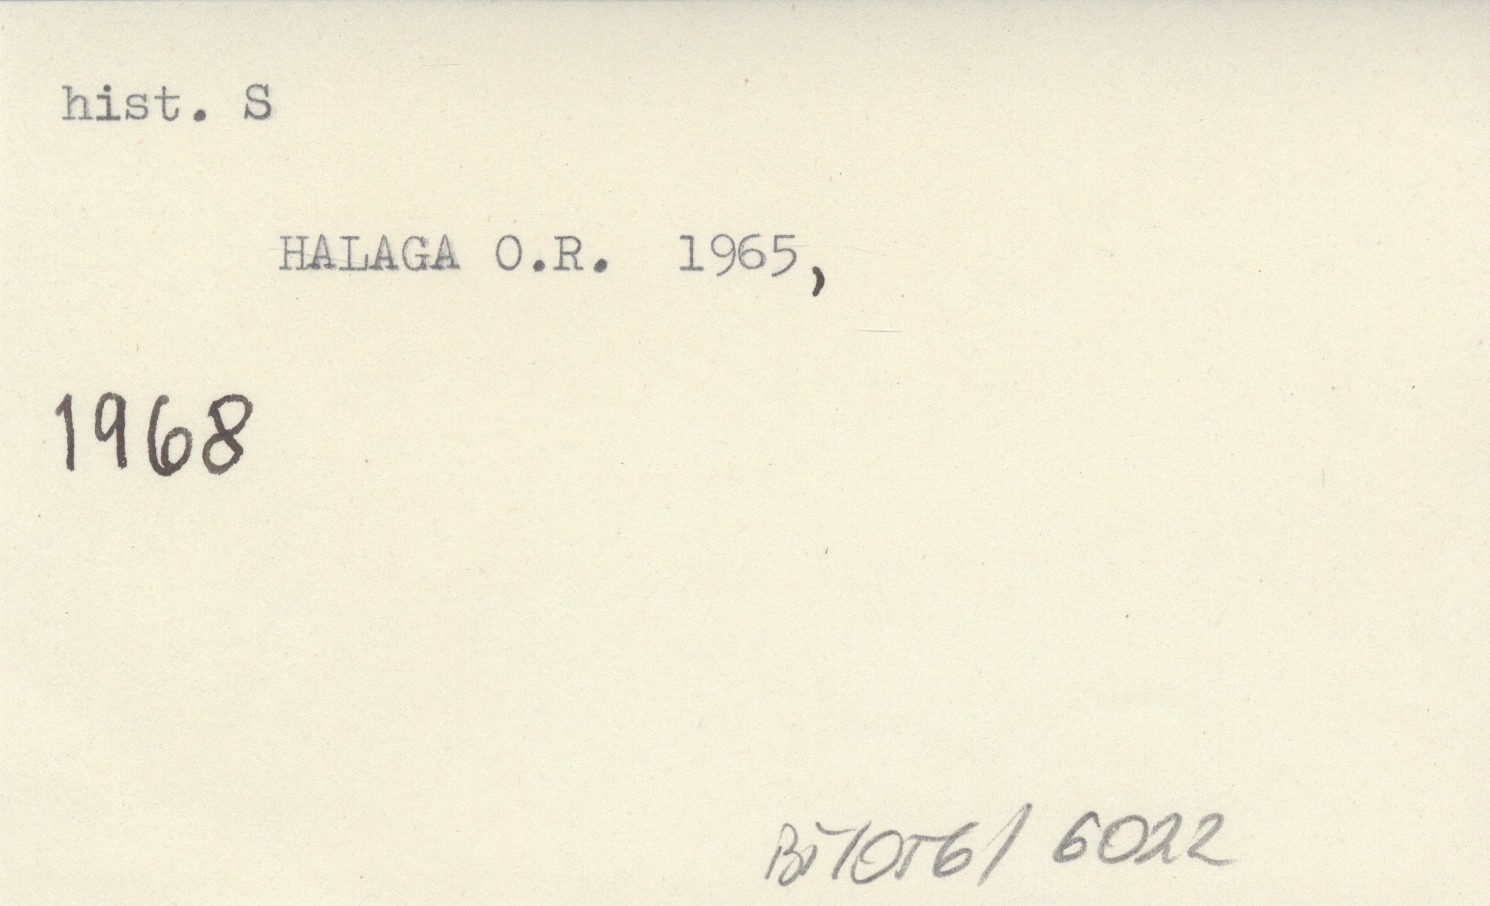 hist. S
HALAGA O.R. 1965,
1968
6022